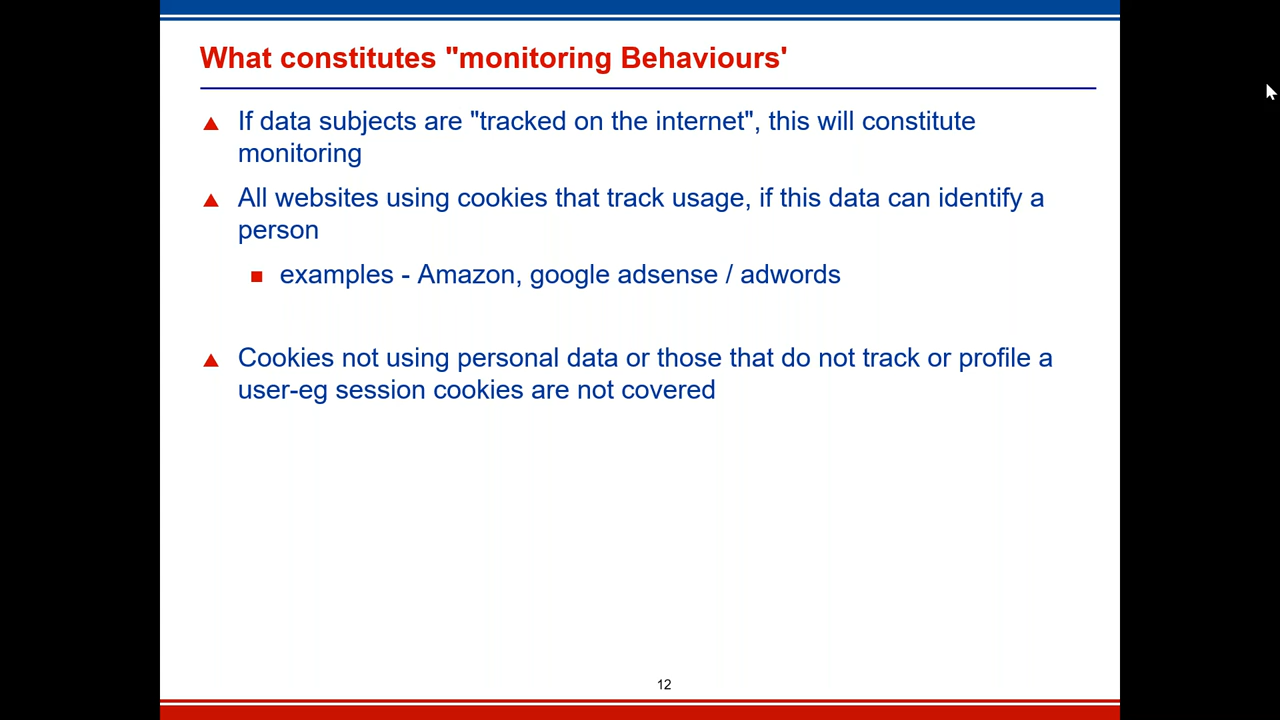 What constitutes "monitoring Behaviours'
If data subjects are "tracked on the internet", this will constitute
monitoring
All websites using cookies that track usage, if this data can identify a
person
examples - Amazon, google adsense / adwords
Cookies not using personal data or those that do not track or profile a
user-eg session cookies are not covered
12